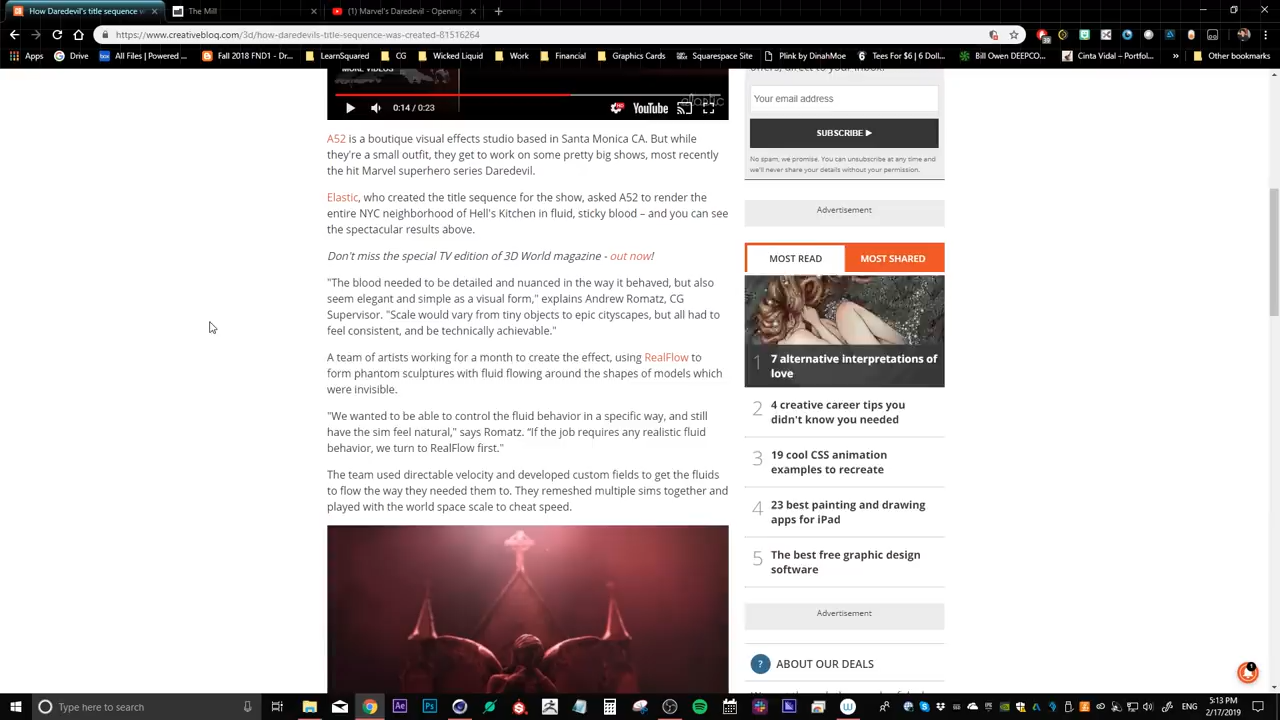 How Daredevil's title sequence w
The Mill
(1) Marvel's Daredevil - Opening
https://www.creativebloq.com/3d/how-daredevils-title-sequence-was-created-81516264
Apps
All Files | Powered ...
Fall 2018 FND1 - Dr...
LearnSquared
CG
Wicked Liquid
Work
Financial
Graphics Cards
Squarespace Site
Plink by DinahMoe
Tees For $6 | 6 Doll...
Bill Owen DEEPCO...
Cinta Vidal – Portfol...
»
Other bookmarks
MORE VIDEOS
0:14 / 0:23
YouTube
elastic
A52 is a boutique visual effects studio based in Santa Monica CA. But while
they're a small outfit, they get to work on some pretty big shows, most recently
the hit Marvel superhero series Daredevil.
Elastic, who created the title sequence for the show, asked A52 to render the
entire NYC neighborhood of Hell's Kitchen in fluid, sticky blood – and you can see
the spectacular results above.
Don't miss the special TV edition of 3D World magazine - out now!
"The blood needed to be detailed and nuanced in the way it behaved, but also
seem elegant and simple as a visual form," explains Andrew Romatz, CG
Supervisor. "Scale would vary from tiny objects to epic cityscapes, but all had to
feel consistent, and be technically achievable."
A team of artists working for a month to create the effect, using RealFlow to
form phantom sculptures with fluid flowing around the shapes of models which
were invisible.
"We wanted to be able to control the fluid behavior in a specific way, and still
have the sim feel natural," says Romatz. "If the job requires any realistic fluid
behavior, we turn to RealFlow first."
The team used directable velocity and developed custom fields to get the fluids
to flow the way they needed them to. They remeshed multiple sims together and
played with the world space scale to cheat speed.
offers, direct to your inbox!
Your email address
SUBSCRIBE
No spam, we promise. You can unsubscribe at any time and
we'll never share your details without your permission.
Advertisement
MOST READ
MOST SHARED
1 7 alternative interpretations of
love
2 4 creative career tips you
didn't know you needed
3 19 cool CSS animation
examples to recreate
4 23 best painting and drawing
apps for iPad
5 The best free graphic design
software
Advertisement
? ABOUT OUR DEALS
1
Type here to search
Ae
Ps
5:13 PM
2/17/2019